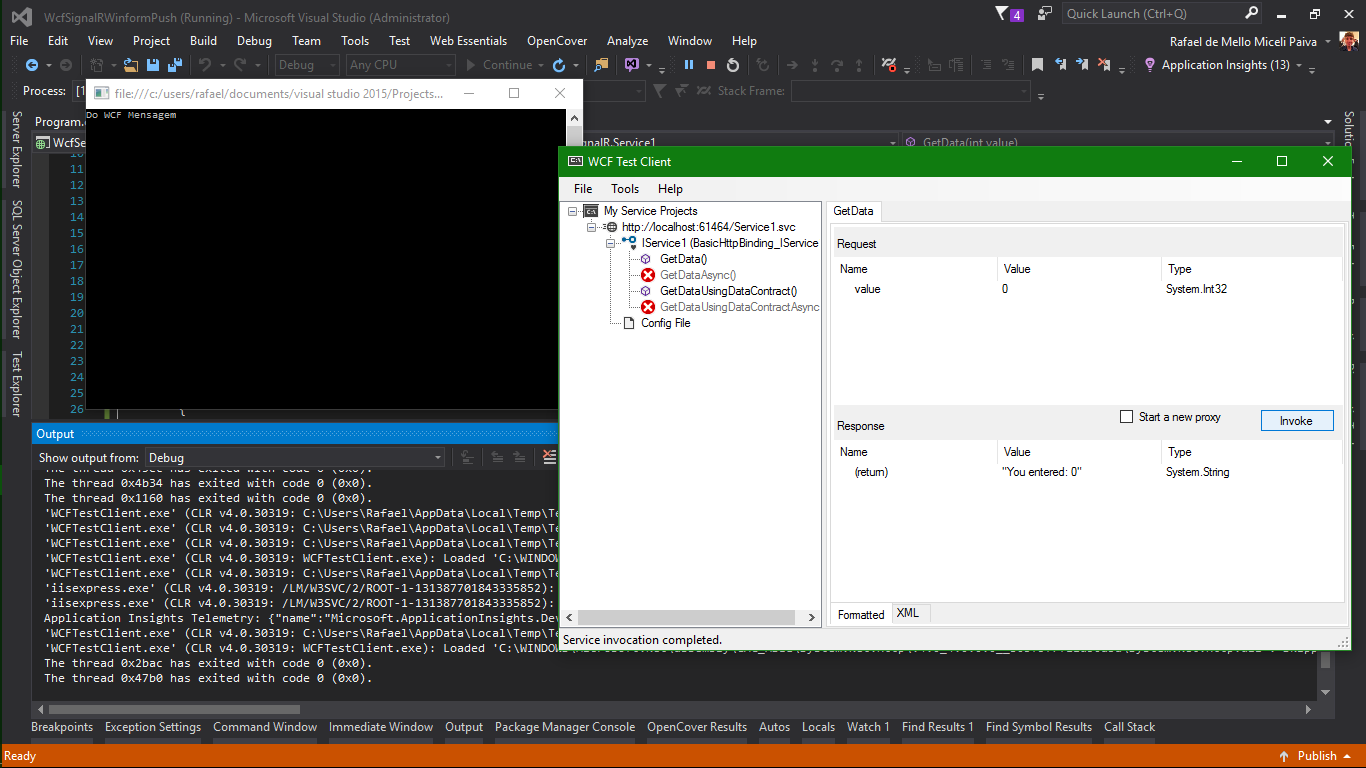 WcfSignalRWinformPush (Running) - Microsoft Visual Studio (Administrator)
4
Quick Launch (Ctrl+Q)
File Edit View Project Build Debug Team Tools Test Web Essentials OpenCover Analyze Window Help
Rafael de Mello Miceli Paiva
Debug Any CPU Continue Application Insights (13)
Process: [1 Stack Frame:
file:///c:/users/rafael/documents/visual studio 2015/Projects...
Do WCF Mensagem
Server Explorer
SQL Server Object Explorer
Test Explorer
Program.
WcfSe
GetData(int value)
11
12
13
14
15
16
17
18
19
20
21
22
23
24
25
26 {
WCF Test Client
File Tools Help
My Service Projects
http://localhost:61464/Service1.svc
IService1 (BasicHttpBinding_IService
GetData()
GetDataAsync()
GetDataUsingDataContract()
GetDataUsingDataContractAsync
Config File
GetData
Request
Name Value Type
value 0 System.Int32
Response
Start a new proxy
Invoke
Name Value Type
(return) "You entered: 0" System.String
Formatted XML
Service invocation completed.
Output
Show output from: Debug
The thread 0x4b34 has exited with code 0 (0x0).
The thread 0x1160 has exited with code 0 (0x0).
'WCFTestClient.exe' (CLR v4.0.30319: C:\Users\Rafael\AppData\Local\Temp\Te
'WCFTestClient.exe' (CLR v4.0.30319: C:\Users\Rafael\AppData\Local\Temp\Te
'WCFTestClient.exe' (CLR v4.0.30319: C:\Users\Rafael\AppData\Local\Temp\Te
'WCFTestClient.exe' (CLR v4.0.30319: WCFTestClient.exe): Loaded 'C:\WINDOW
'WCFTestClient.exe' (CLR v4.0.30319: C:\Users\Rafael\AppData\Local\Temp\Te
'iisexpress.exe' (CLR v4.0.30319: /LM/W3SVC/2/ROOT-1-131387701843335852):
'iisexpress.exe' (CLR v4.0.30319: /LM/W3SVC/2/ROOT-1-131387701843335852):
Application Insights Telemetry: {"name":"Microsoft.ApplicationInsights.Dev
'WCFTestClient.exe' (CLR v4.0.30319: C:\Users\Rafael\AppData\Local\Temp\Te
'WCFTestClient.exe' (CLR v4.0.30319: WCFTestClient.exe): Loaded 'C:\WINDOW
The thread 0x2bac has exited with code 0 (0x0).
The thread 0x47b0 has exited with code 0 (0x0).
Breakpoints Exception Settings Command Window Immediate Window Output Package Manager Console OpenCover Results Autos Locals Watch 1 Find Results 1 Find Symbol Results Call Stack
Ready
Publish